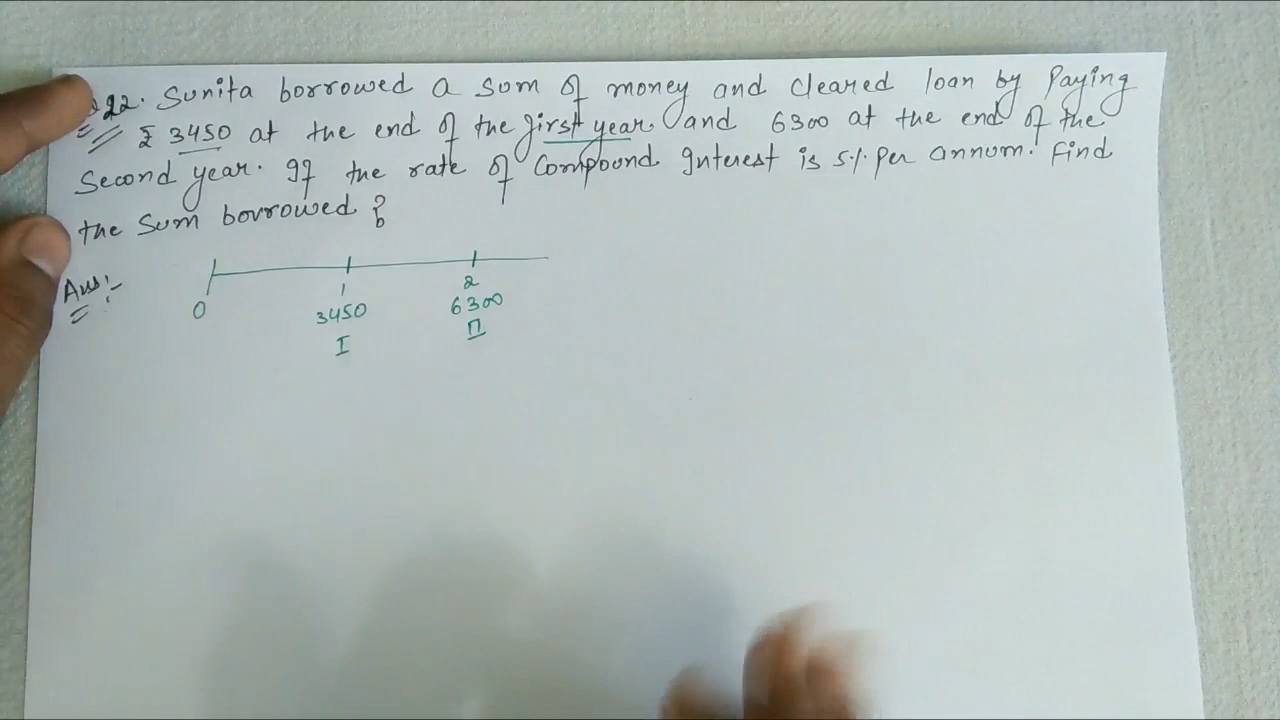 Q22. Sunita borrowed a sum of money and cleared loan by Paying
₹ 3450 at the end of the first year and 6300 at the end of the
Second year. If the rate of Compound Interest is 5% Per annum. Find
the Sum borrowed ?
Ans:-
0 1 2
3450 6300
I II